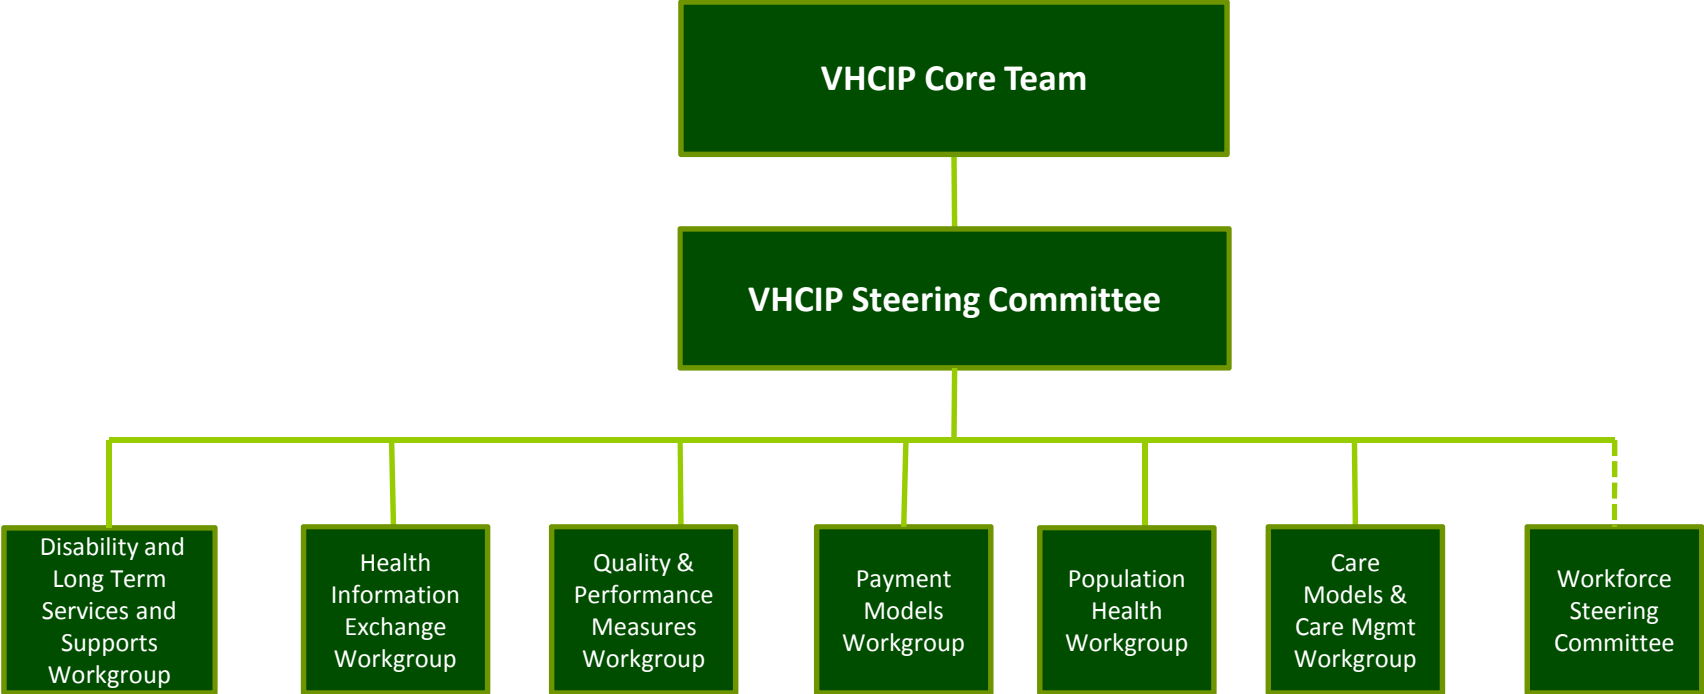 VHCIP Core Team
VHCIP Steering Committee
Disability and
Long Term
Services and
Supports
Workgroup
Health
Information
Exchange
Workgroup
Quality &
Performance
Measures
Workgroup
Payment
Models
Workgroup
Population
Health
Workgroup
Care
Models &
Care Mgmt
Workgroup
Workforce
Steering
Committee